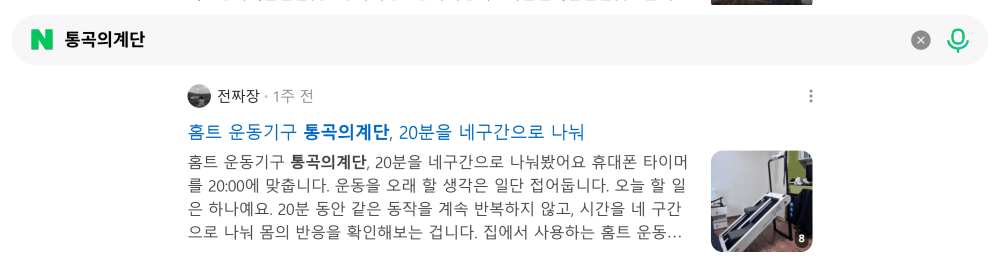 통곡의계단
전짜장 · 1주 전
홈트 운동기구 통곡의계단, 20분을 네구간으로 나눠
홈트 운동기구 통곡의계단, 20분을 네구간으로 나눠봤어요 휴대폰 타이머
를 20:00에 맞춥니다. 운동을 오래 할 생각은 일단 접어둡니다. 오늘 할 일
은 하나예요. 20분 동안 같은 동작을 계속 반복하지 않고, 시간을 네 구간
으로 나눠 몸의 반응을 확인해보는 겁니다. 집에서 사용하는 홈트 운동...
8